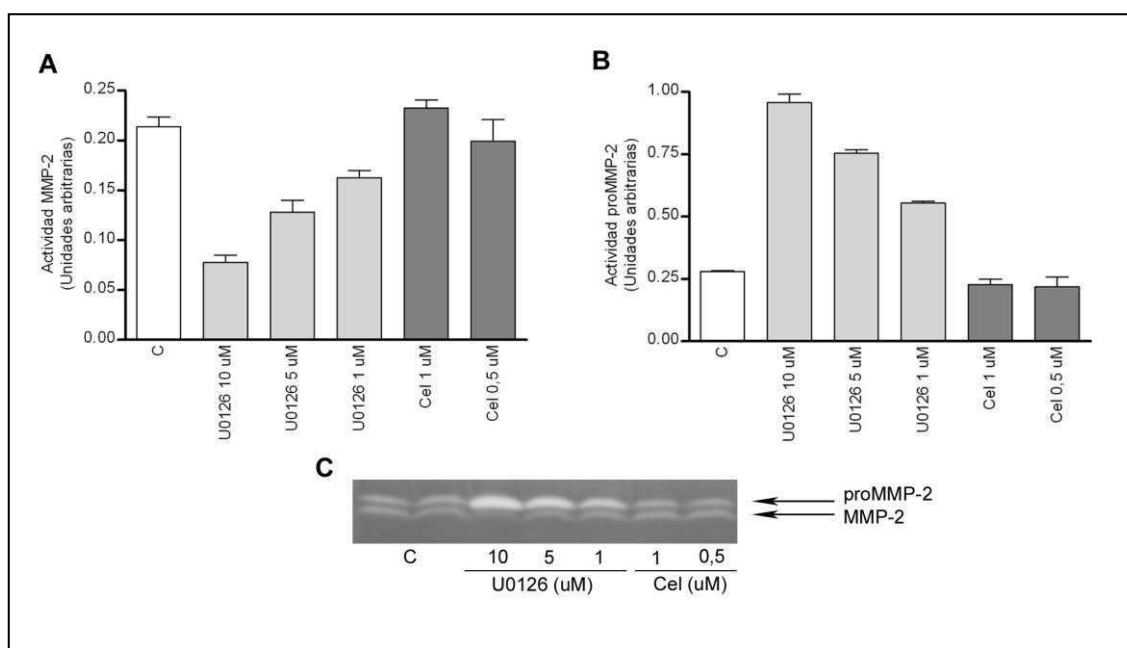 A
Actividad MMP-2
(Unidades arbitrarias)
0.25
0.20
0.15
0.10
0.05
0.00
C
U0126 10 uM
U0126 5 uM
U0126 1 uM
Cel 1 uM
Cel 0,5 uM
B
Actividad proMMP-2
(Unidades arbitrarias)
1.00
0.75
0.50
0.25
0.00
C
U0126 10 uM
U0126 5 uM
U0126 1 uM
Cel 1 uM
Cel 0,5 uM
C
proMMP-2
MMP-2
C 10 5 1 1 0,5
U0126 (uM) Cel (uM)